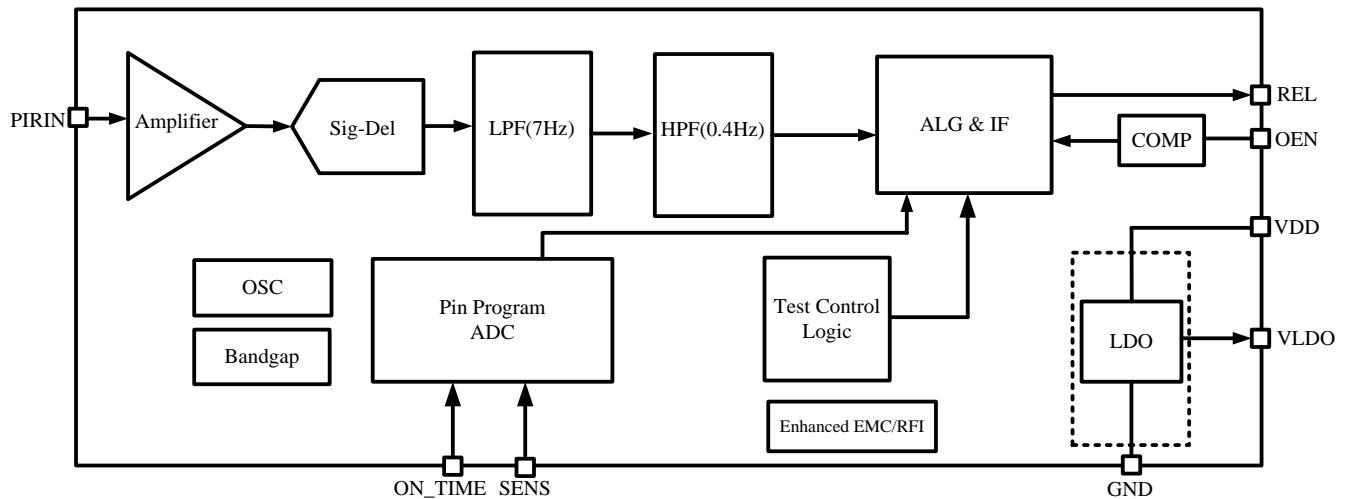 PIRIN
Amplifier
Sig-Del
LPF(7Hz)
HPF(0.4Hz)
ALG & IF
REL
COMP
OEN
VDD
OSC
Bandgap
Pin Program
ADC
Test Control
Logic
LDO
VLDO
Enhanced EMC/RFI
ON_TIME
SENS
GND